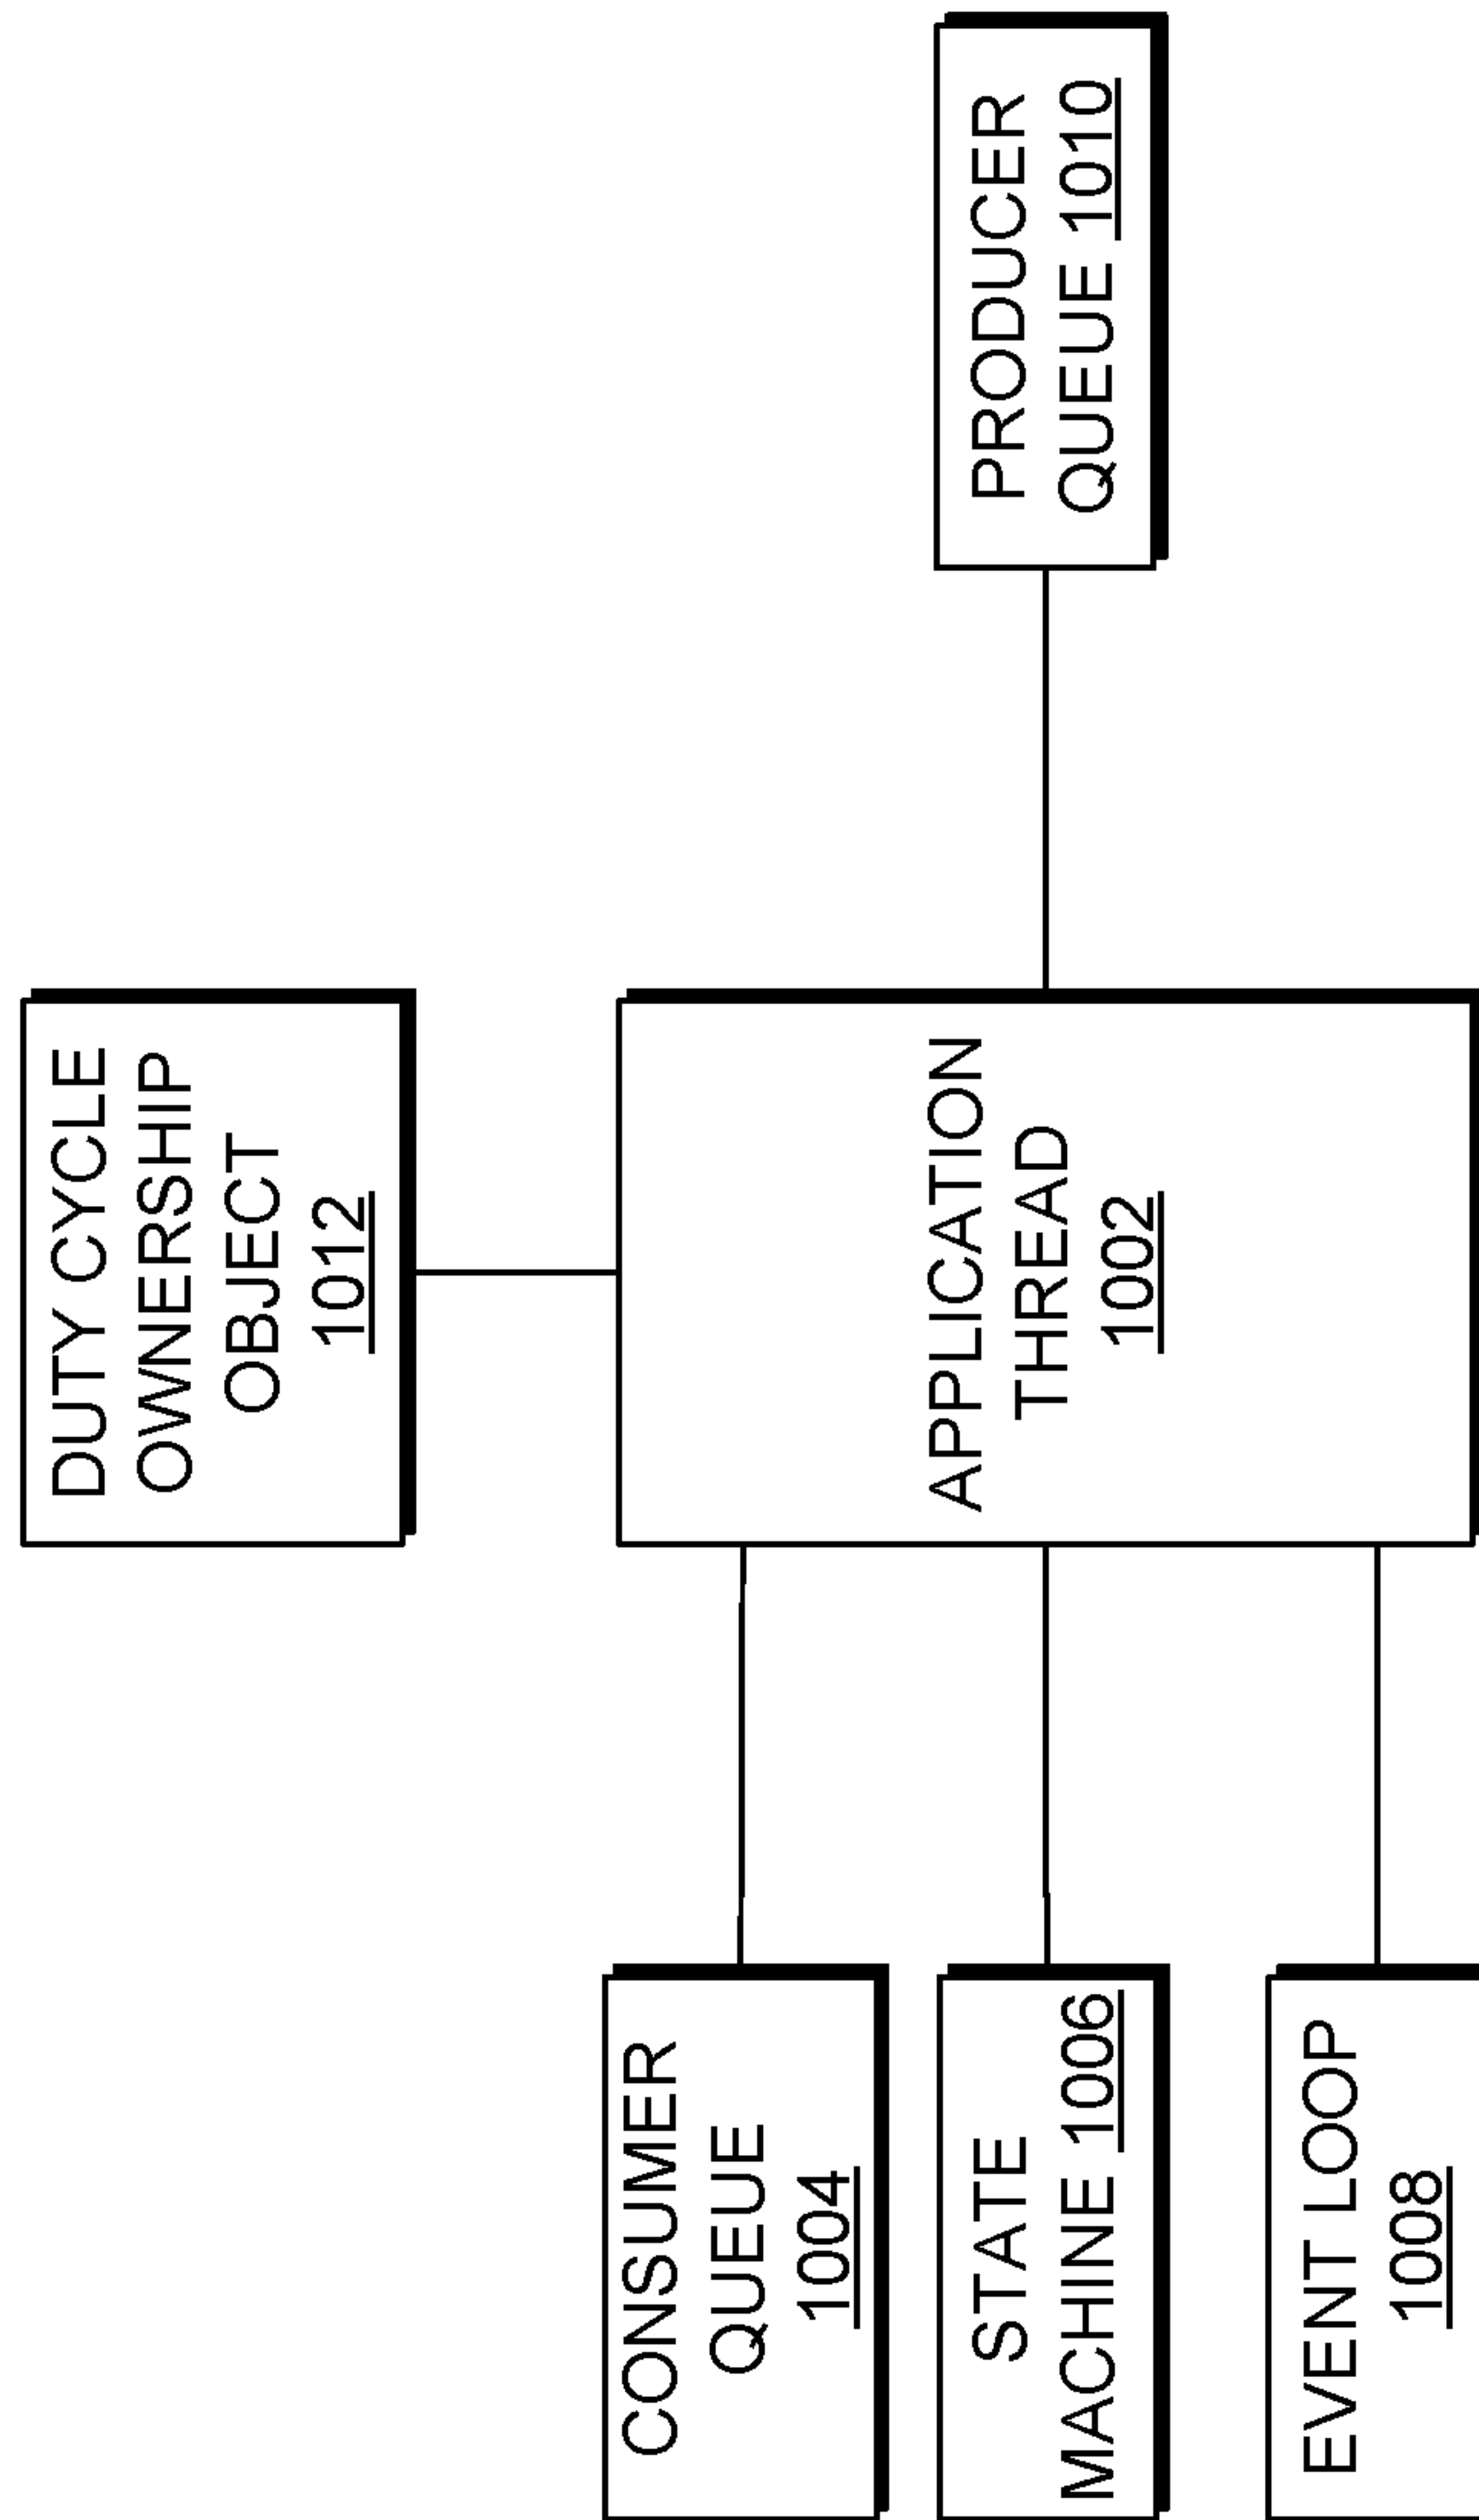 DUTY CYCLE
OWNERSHIP
OBJECT
1012
CONSUMER
QUEUE
1004
APPLICATION
THREAD
1002
STATE
MACHINE 1006
PRODUCER
QUEUE 1010
EVENT LOOP
1008